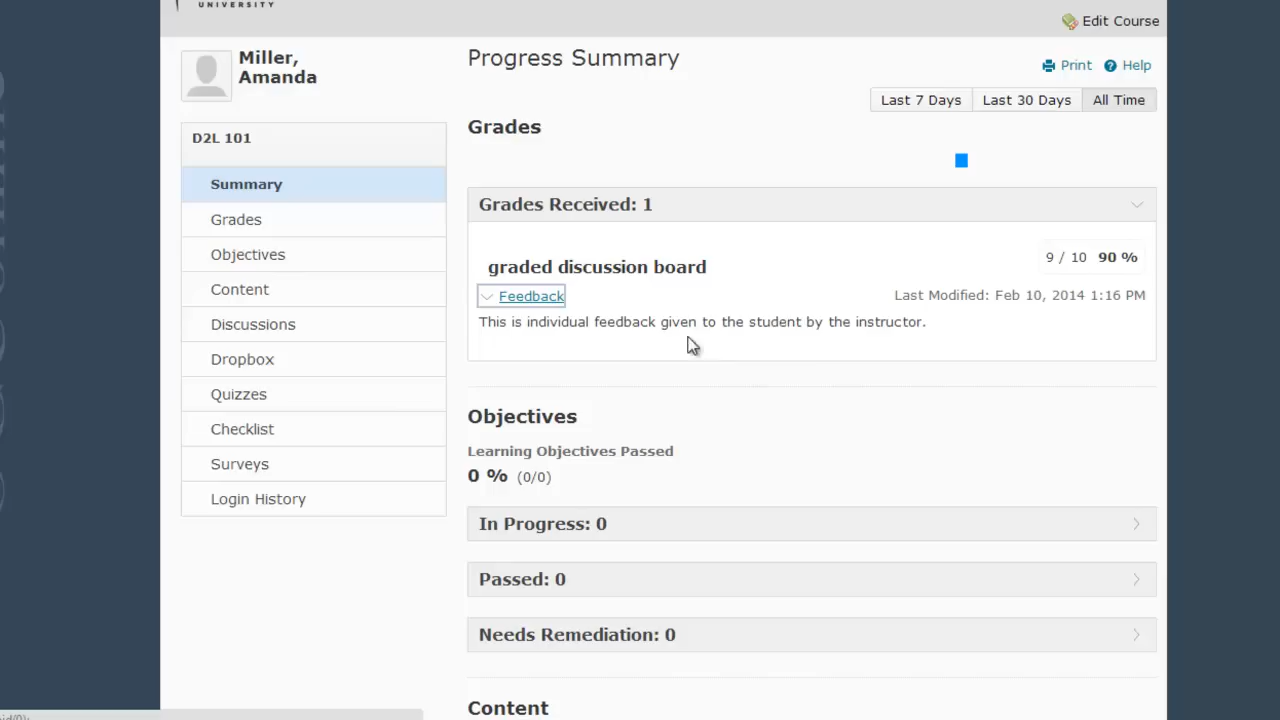 UNIVERSITY
Edit Course
Miller,
Amanda
Progress Summary
Print
Help
Last 7 Days
Last 30 Days
All Time
D2L 101
Summary
Grades
Objectives
Content
Discussions
Dropbox
Quizzes
Checklist
Surveys
Login History
Grades
Grades Received: 1
graded discussion board
9 / 10 90 %
Feedback
Last Modified: Feb 10, 2014 1:16 PM
This is individual feedback given to the student by the instructor.
Objectives
Learning Objectives Passed
0 % (0/0)
In Progress: 0
Passed: 0
Needs Remediation: 0
Content